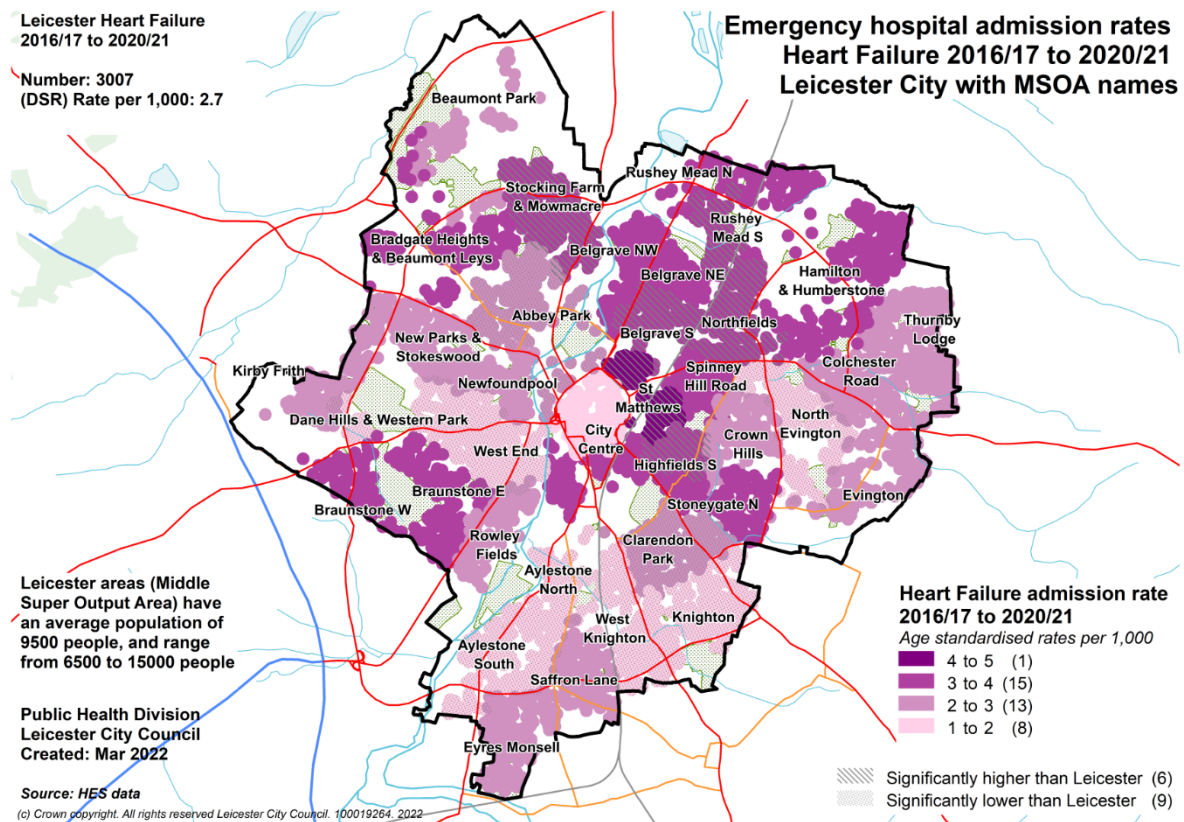 Leicester Heart Failure
2016/17 to 2020/21
Number: 3007
(DSR) Rate per 1,000: 2.7
Emergency hospital admission rates
Heart Failure 2016/17 to 2020/21
Leicester City with MSOA names
Beaumont Park
Rushey Mead N
Stocking Farm
& Mowmacre
Rushey
Mead S
Bradgate Heights
& Beaumont Leys
Belgrave NW
Belgrave NE
Hamilton
& Humberstone
Abbey Park
Belgrave S
Northfields
Thurnby
Lodge
New Parks &
Stokeswood
Kirby Frith
Newfoundpool
Spinney
Hill Road
Colchester
Road
St
Matthews
Dane Hills & Western Park
City
Centre
Crown
Hills
North
Evington
West End
Highfields S
Braunstone E
Braunstone W
Stoneygate N
Evington
Rowley
Fields
Clarendon
Park
Aylestone
North
West
Knighton
Knighton
Aylestone
South
Saffron Lane
Eyres Monsell
Leicester areas (Middle
Super Output Area) have
an average population of
9500 people, and range
from 6500 to 15000 people
Public Health Division
Leicester City Council
Created: Mar 2022
Source: HES data
(c) Crown copyright. All rights reserved Leicester City Council. 100019264. 2022
Heart Failure admission rate
2016/17 to 2020/21
Age standardised rates per 1,000
4 to 5 (1)
3 to 4 (15)
2 to 3 (13)
1 to 2 (8)
Significantly higher than Leicester (6)
Significantly lower than Leicester (9)